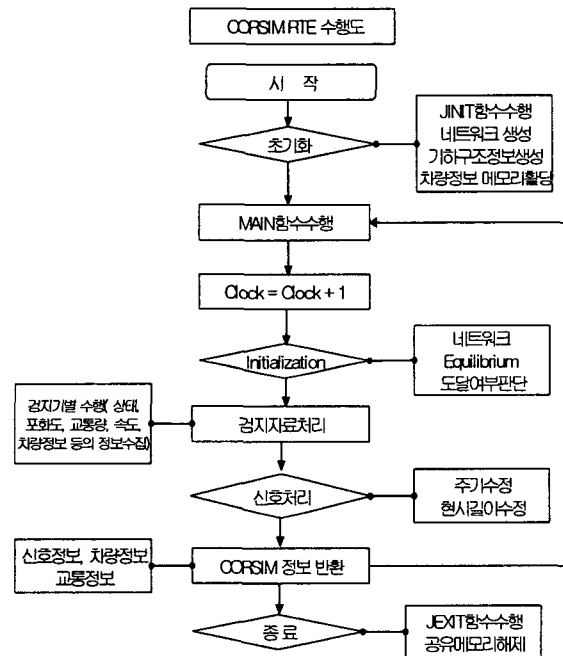 CORSIM RTE 수행도
시 작
초기화
JINIT함수수행
네트워크 생성
기하구조정보생성
차량정보 메모리할당
MAIN함수수행
Clock = Clock + 1
Initialization
네트워크
Equilibrium
도달여부판단
검지기별 수행( 상태,
포화도, 교통량, 속도,
차량정보 등의 정보수집)
검지자료처리
신호처리
주기수정
현시길이수정
신호정보, 차량정보
교통정보
CORSIM 정보 반환
종 료
JEXIT함수수행
공유메모리해제